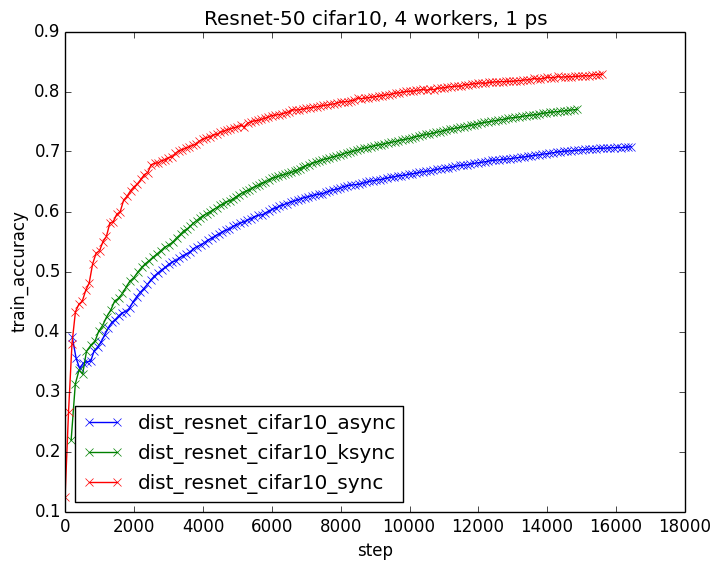 Resnet-50 cifar10, 4 workers, 1 ps
0.9
0.8
0.7
0.6
0.5
0.4
0.3
0.2
0.1
train_accuracy
dist_resnet_cifar10_async
dist_resnet_cifar10_ksync
dist_resnet_cifar10_sync
0 2000 4000 6000 8000 10000 12000 14000 16000 18000
step